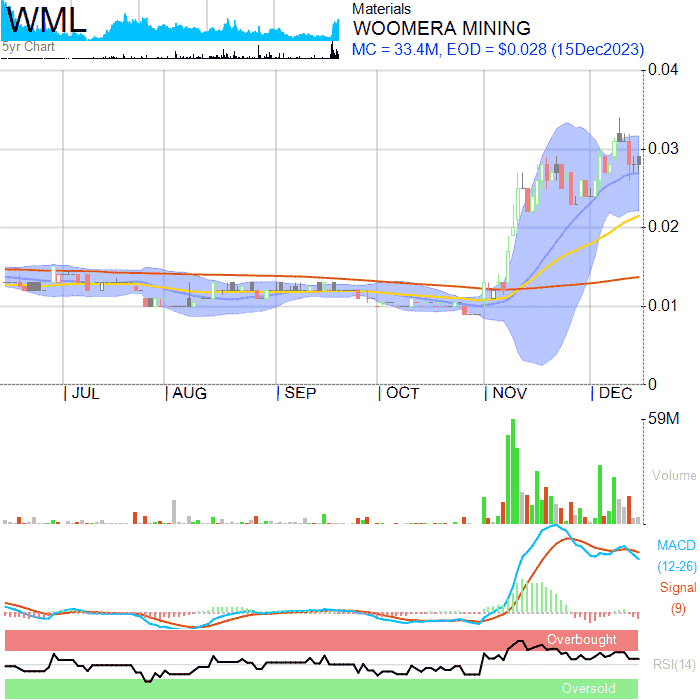 WML
5yr Chart
Materials
WOOMERA MINING
MC = 33.4M, EOD = $0.028 (15Dec2023)
0.04
0.03
0.02
0.01
0
JUL AUG SEP OCT NOV DEC
59M
Volume
MACD
(12-26)
Signal
(9)
Overbought
RSI(14)
Oversold